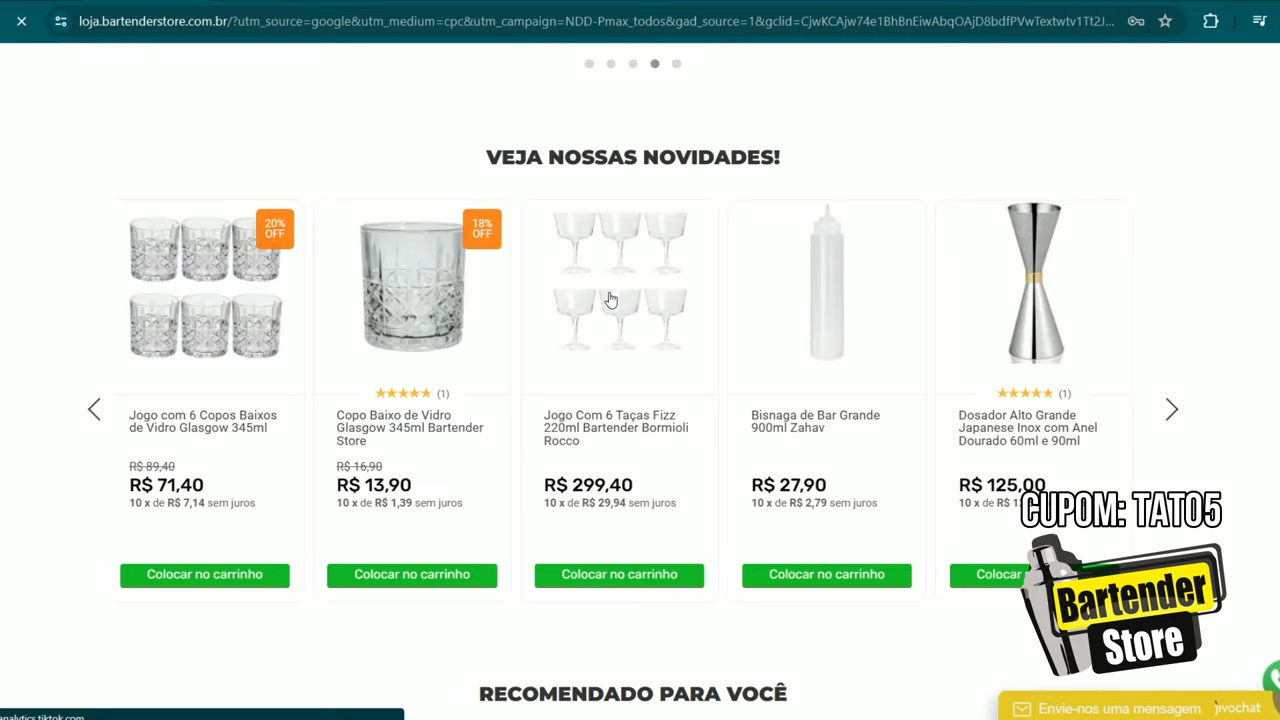 loja.bartenderstore.com.br/?utm_source=google&utm_medium=cpc&utm_campaign=NDD-Pmax_todos&gad_source=1&gclid=CjwKCAjw74e1BhBnEiwAbqOAjD8bdfPVwTextwtv1Tt2J...
VEJA NOSSAS NOVIDADES!
20%
OFF
18%
OFF
★★★★★ (1)
★★★★★ (1)
Jogo com 6 Copos Baixos
de Vidro Glasgow 345ml
R$ 89,40
R$ 71,40
10 x de R$ 7,14 sem juros
Colocar no carrinho
Copo Baixo de Vidro
Glasgow 345ml Bartender
Store
R$ 16,90
R$ 13,90
10 x de R$ 1,39 sem juros
Colocar no carrinho
Jogo Com 6 Taças Fizz
220ml Bartender Bormioli
Rocco
R$ 299,40
10 x de R$ 29,94 sem juros
Colocar no carrinho
Bisnaga de Bar Grande
900ml Zahav
R$ 27,90
10 x de R$ 2,79 sem juros
Colocar no carrinho
Dosador Alto Grande
Japanese Inox com Anel
Dourado 60ml e 90ml
R$ 125,00
10 x de R$
Colocar
CUPOM: TATO5
Bartender
Store
RECOMENDADO PARA VOCÊ
Envie-nos uma mensagem
jivochat
analytics.tiktok.com